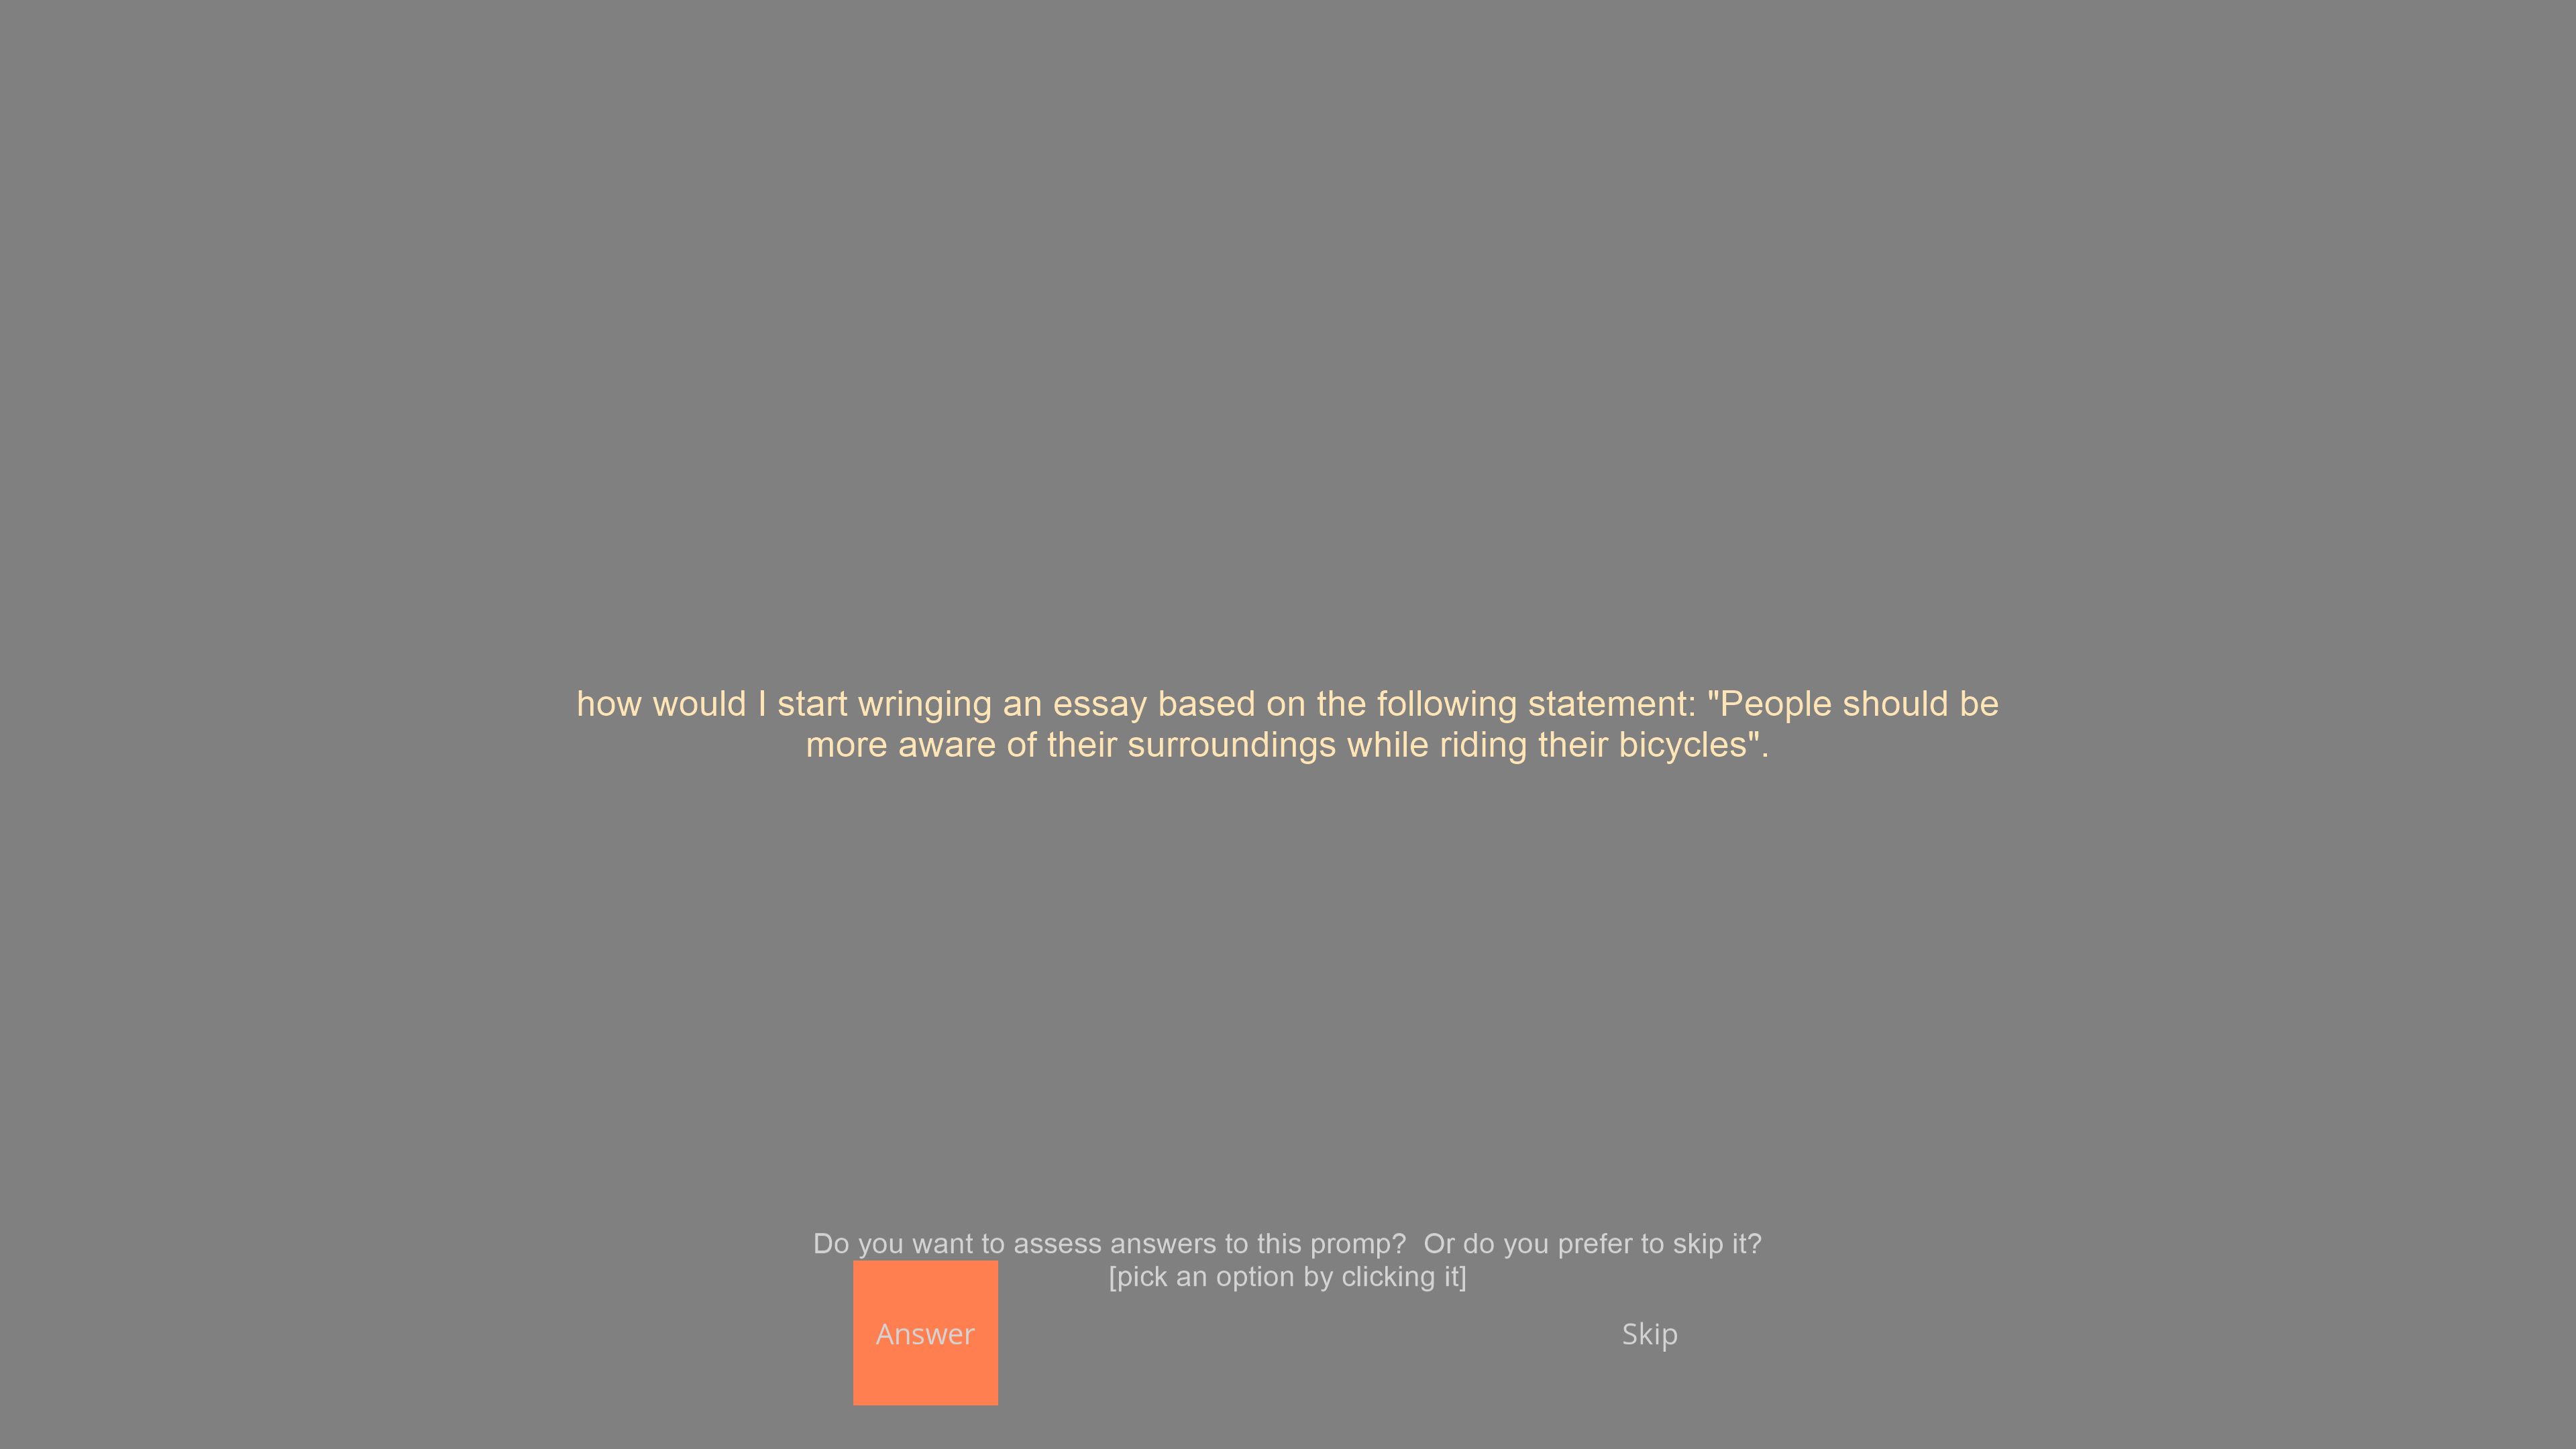 how would I start wringing an essay based on the following statement: "People should be
more aware of their surroundings while riding their bicycles".
Do you want to assess answers to this promp?  Or do you prefer to skip it?
[pick an option by clicking it]
Answer
Skip